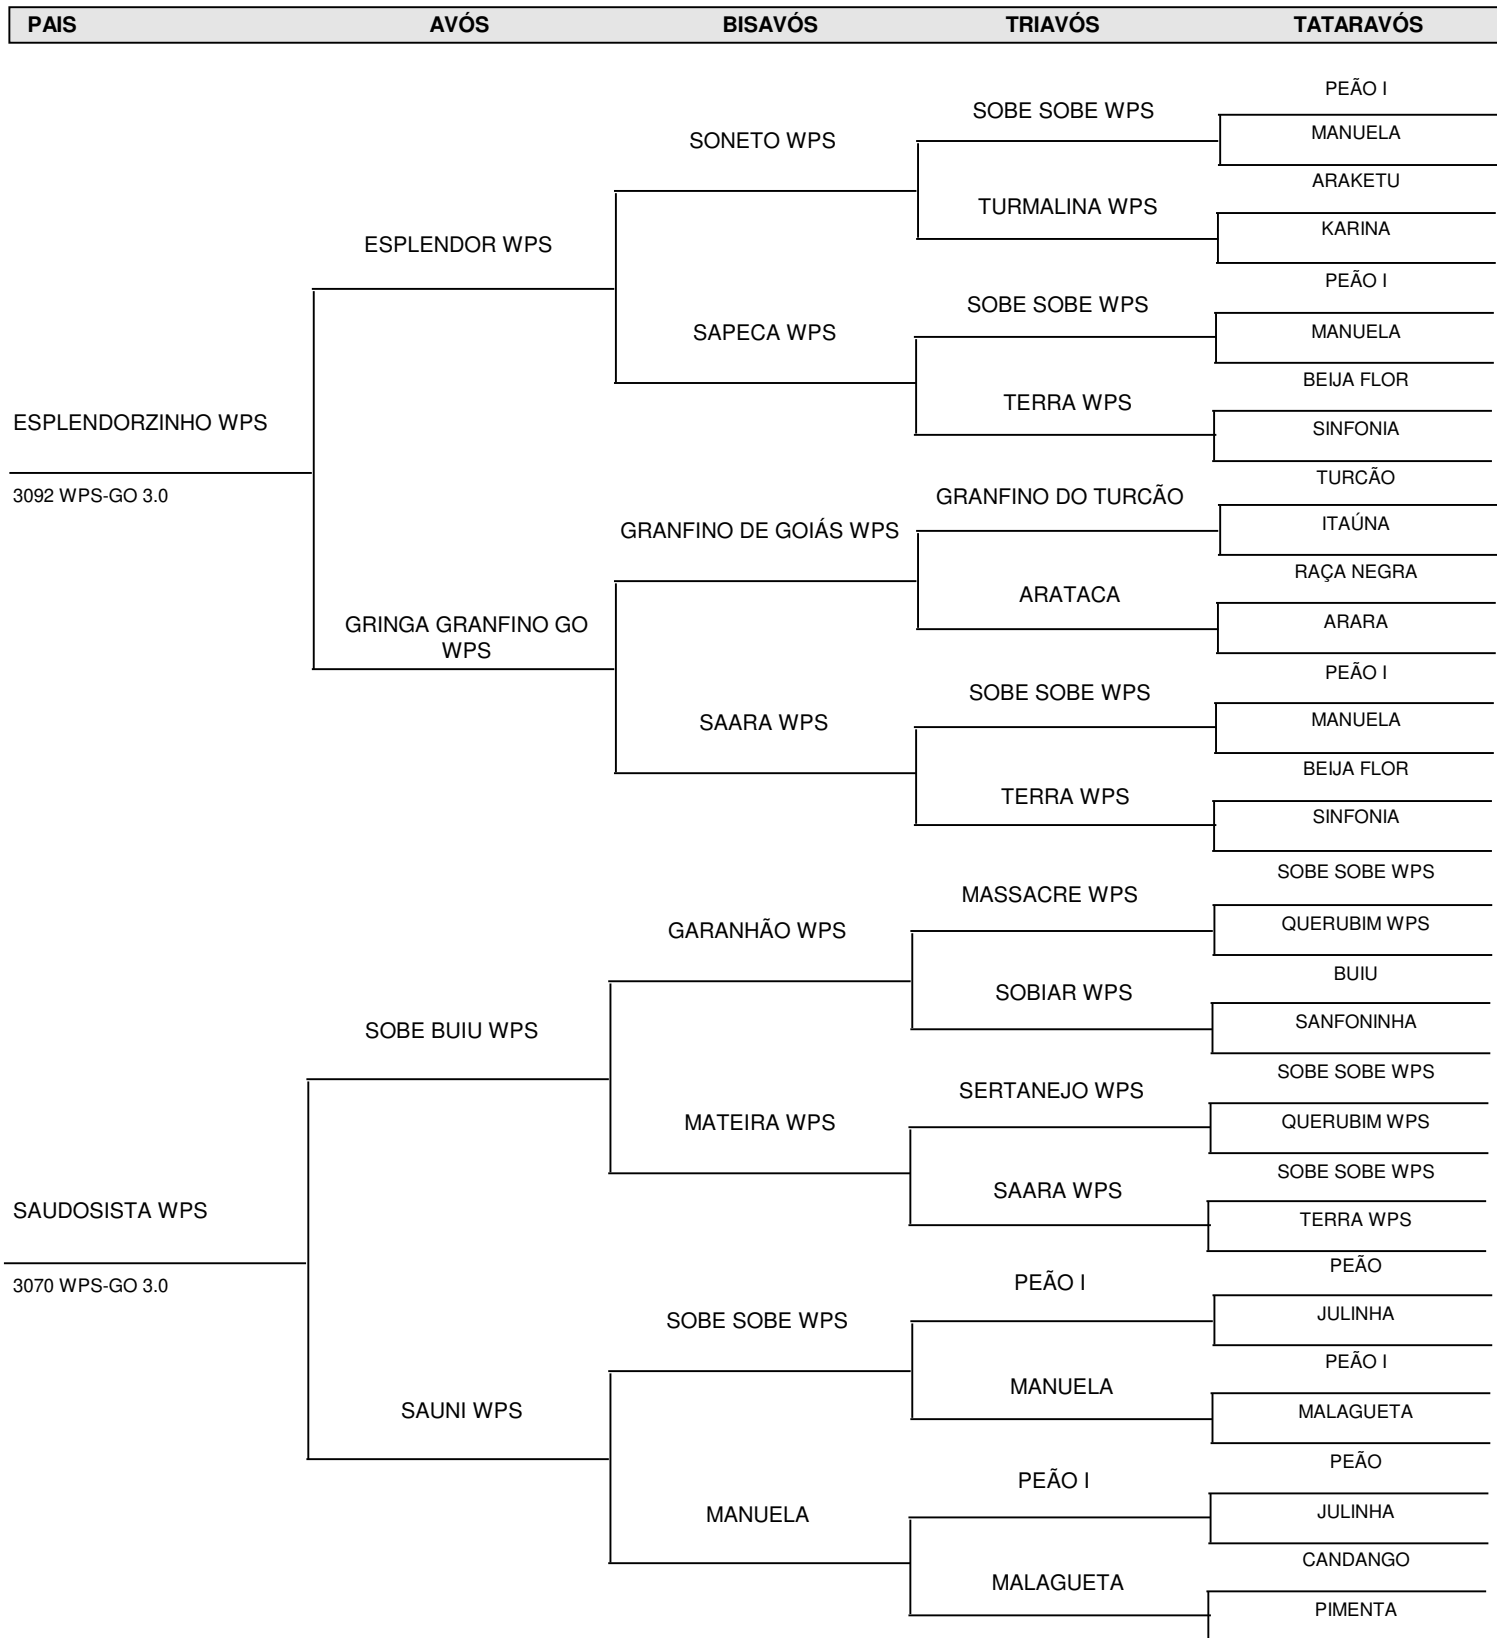 PAIS AVÓS BISAVÓS TRIAVÓS TATARAVÓS
PEÃO I
SOBE SOBE WPS
MANUELA
SONETO WPS
ARAKETU
TURMALINA WPS
KARINA
ESPLENDOR WPS
PEÃO I
SOBE SOBE WPS
MANUELA
SAPECA WPS
BEIJA FLOR
TERRA WPS
SINFONIA
ESPLENDORZINHO WPS
3092 WPS-GO 3.0
TURCÃO
GRANFINO DO TURCÃO
ITAÚNA
GRANFINO DE GOIÁS WPS
RAÇA NEGRA
ARATACA
ARARA
GRINGA GRANFINO GO
WPS
PEÃO I
SOBE SOBE WPS
MANUELA
SAARA WPS
BEIJA FLOR
TERRA WPS
SINFONIA
SOBE SOBE WPS
MASSACRE WPS
QUERUBIM WPS
GARANHÃO WPS
BUIU
SOBIAR WPS
SANFONINHA
SOBE BUIU WPS
SOBE SOBE WPS
SERTANEJO WPS
QUERUBIM WPS
MATEIRA WPS
SOBE SOBE WPS
SAARA WPS
TERRA WPS
SAUDOSISTA WPS
3070 WPS-GO 3.0
PEÃO
PEÃO I
JULINHA
SOBE SOBE WPS
PEÃO I
MANUELA
MALAGUETA
SAUNI WPS
PEÃO
PEÃO I
JULINHA
MANUELA
CANDANGO
MALAGUETA
PIMENTA